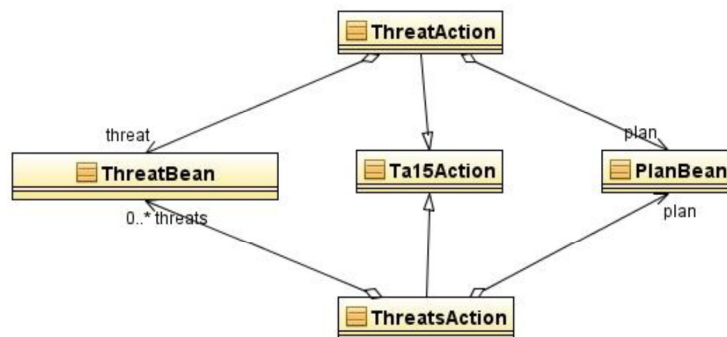 ThreatAction
threat
plan
ThreatBean
Ta15Action
PlanBean
0..* threats
plan
ThreatsAction